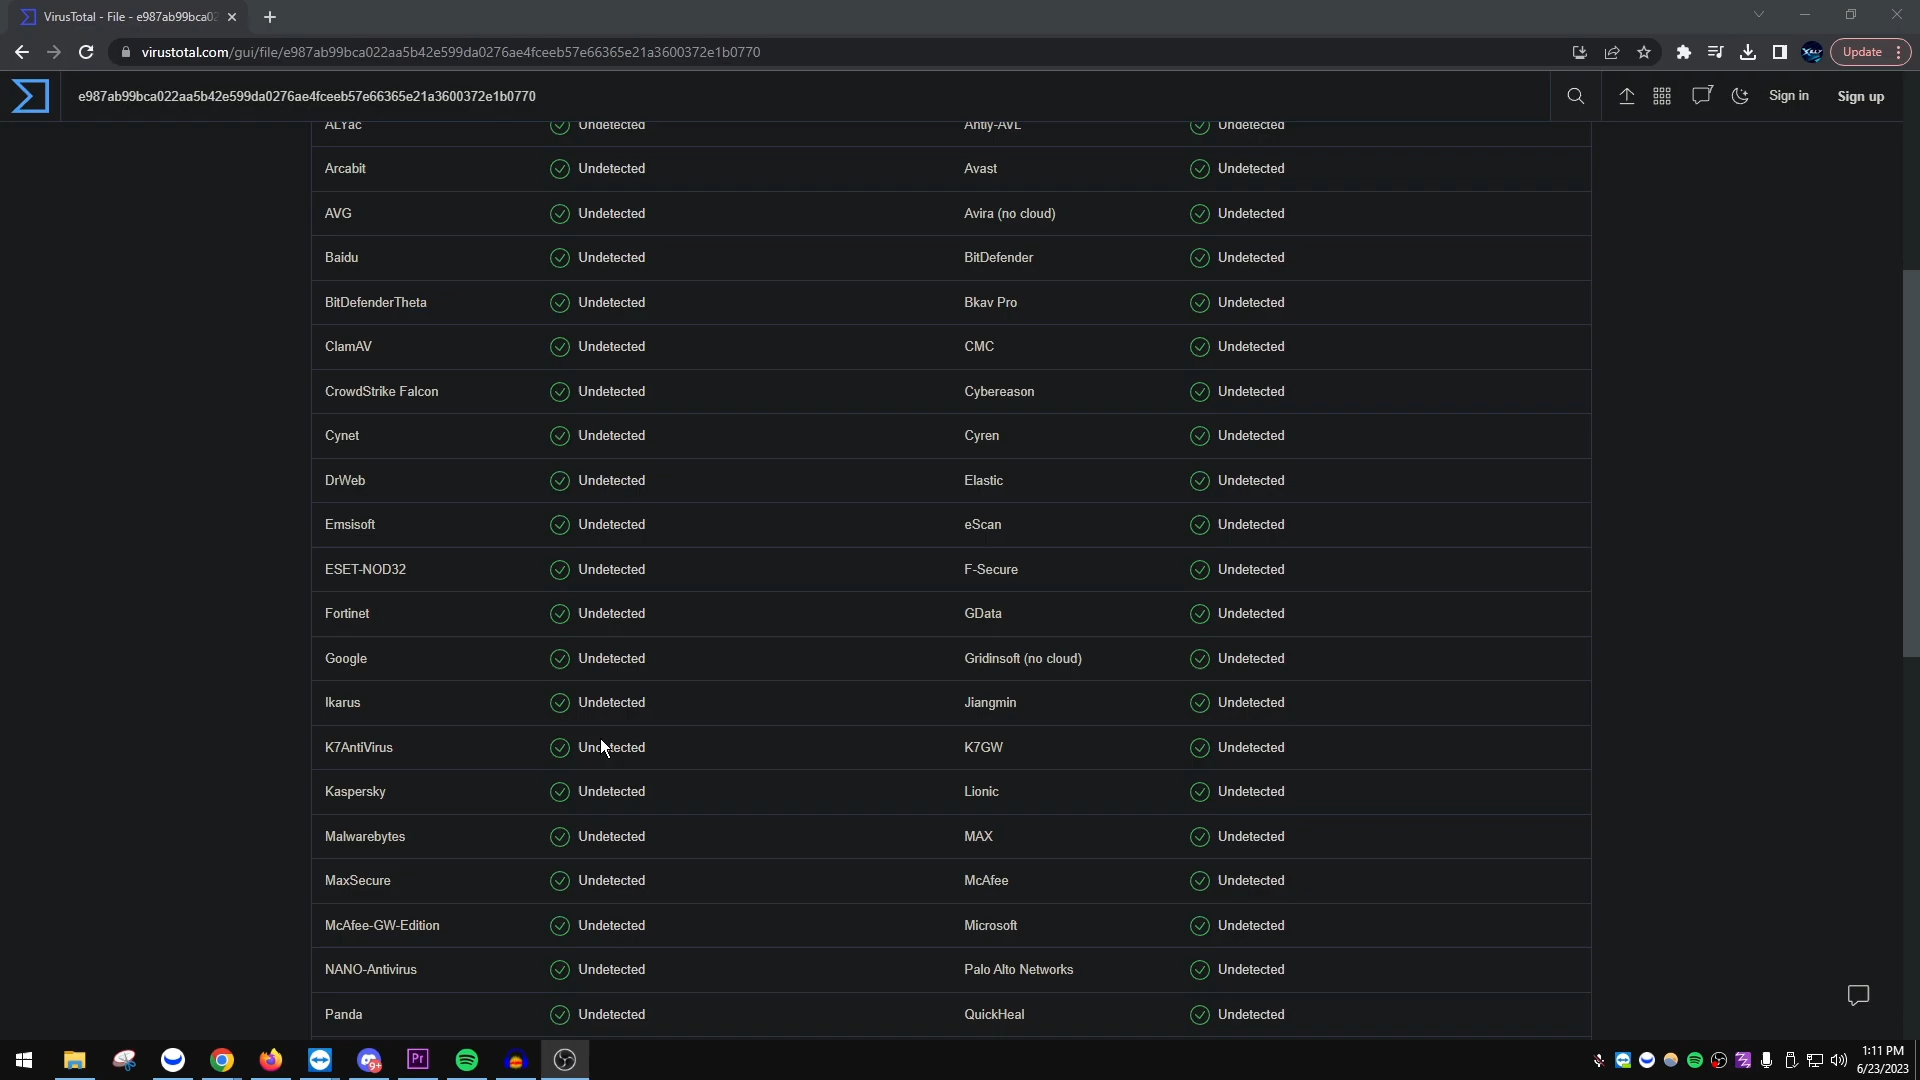 VirusTotal - File - e987ab99bca02
virustotal.com/gui/file/e987ab99bca022aa5b42e599da0276ae4fceeb57e66365e21a3600372e1b0770
Update
e987ab99bca022aa5b42e599da0276ae4fceeb57e66365e21a3600372e1b0770
Sign in
Sign up
ALYac Undetected Antiy-AVL Undetected
Arcabit Undetected Avast Undetected
AVG Undetected Avira (no cloud) Undetected
Baidu Undetected BitDefender Undetected
BitDefenderTheta Undetected Bkav Pro Undetected
ClamAV Undetected CMC Undetected
CrowdStrike Falcon Undetected Cybereason Undetected
Cynet Undetected Cyren Undetected
DrWeb Undetected Elastic Undetected
Emsisoft Undetected eScan Undetected
ESET-NOD32 Undetected F-Secure Undetected
Fortinet Undetected GData Undetected
Google Undetected Gridinsoft (no cloud) Undetected
Ikarus Undetected Jiangmin Undetected
K7AntiVirus Undetected K7GW Undetected
Kaspersky Undetected Lionic Undetected
Malwarebytes Undetected MAX Undetected
MaxSecure Undetected McAfee Undetected
McAfee-GW-Edition Undetected Microsoft Undetected
NANO-Antivirus Undetected Palo Alto Networks Undetected
Panda Undetected QuickHeal Undetected
Pr
9+
1:11 PM
6/23/2023